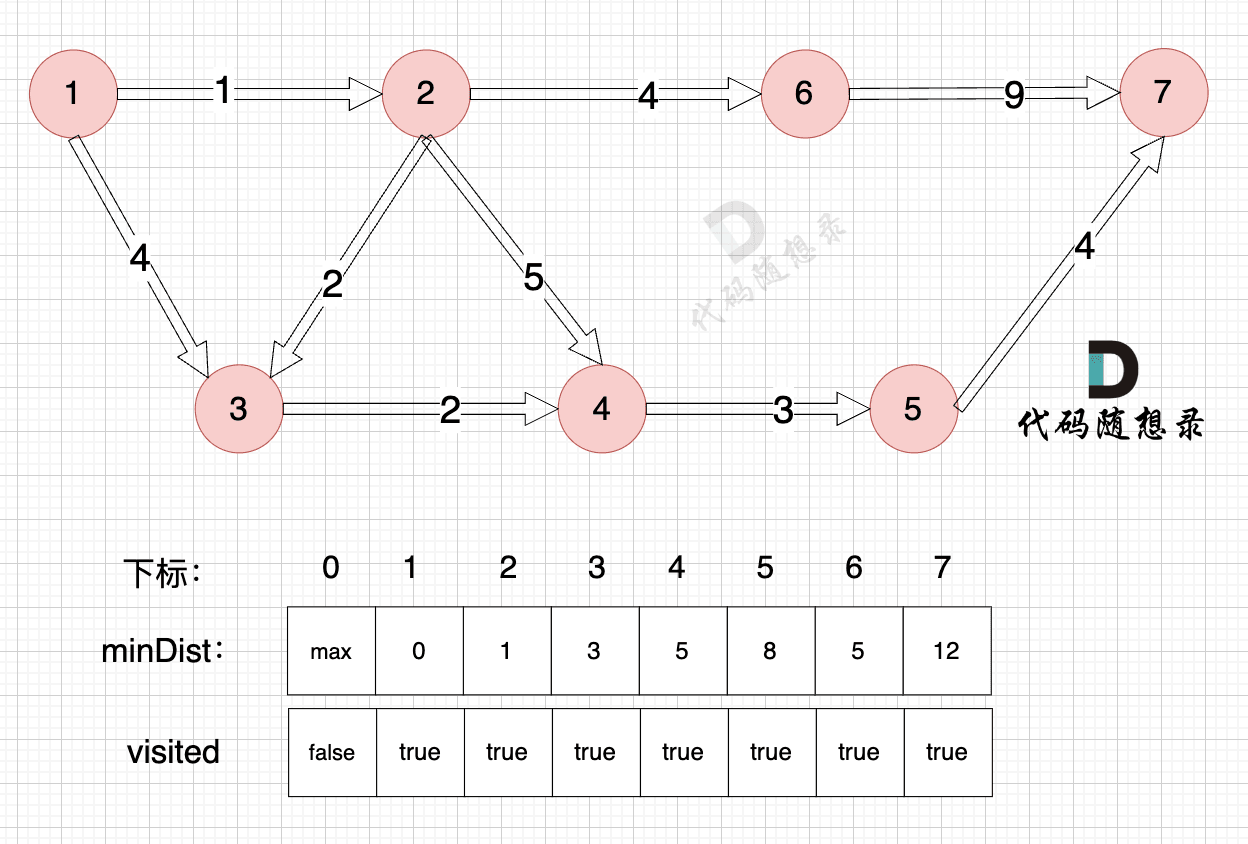 1 1 2 4 6 9 7
代码随想录
4 2 5 4
3 2 4 3 5
代码随想录
下标： 0 1 2 3 4 5 6 7
minDist： max 0 1 3 5 8 5 12
visited false true true true true true true true